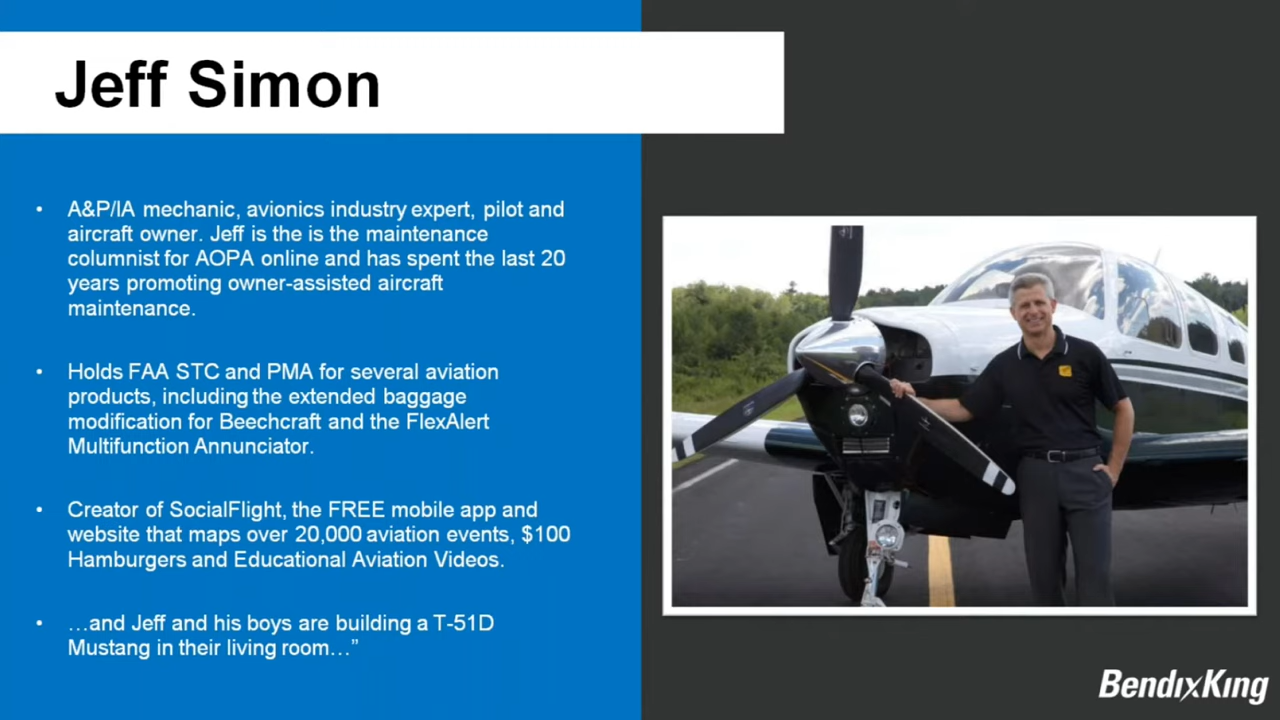 Jeff Simon
• A&P/IA mechanic, avionics industry expert, pilot and
aircraft owner. Jeff is the is the maintenance
columnist for AOPA online and has spent the last 20
years promoting owner-assisted aircraft
maintenance.
• Holds FAA STC and PMA for several aviation
products, including the extended baggage
modification for Beechcraft and the FlexAlert
Multifunction Annunciator.
• Creator of SocialFlight, the FREE mobile app and
website that maps over 20,000 aviation events, $100
Hamburgers and Educational Aviation Videos.
• …and Jeff and his boys are building a T-51D
Mustang in their living room…”
BendixKing